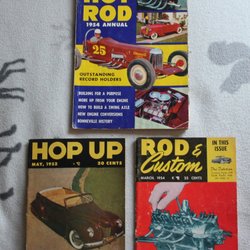 HOT
ROD
1954 ANNUAL
25
OUTSTANDING
RECORD HOLDERS
BUILDING FOR A PURPOSE
MORE UP FROM YOUR ENGINE
HOW TO BUILD A SWING AXLE
NEW ENGINE CONVERSIONS
BONNEVILLE HISTORY
HOP UP
MAY, 1952
20 CENTS
ROD &
Custom
MARCH, 1954
25 CENTS
IN THIS
ISSUE